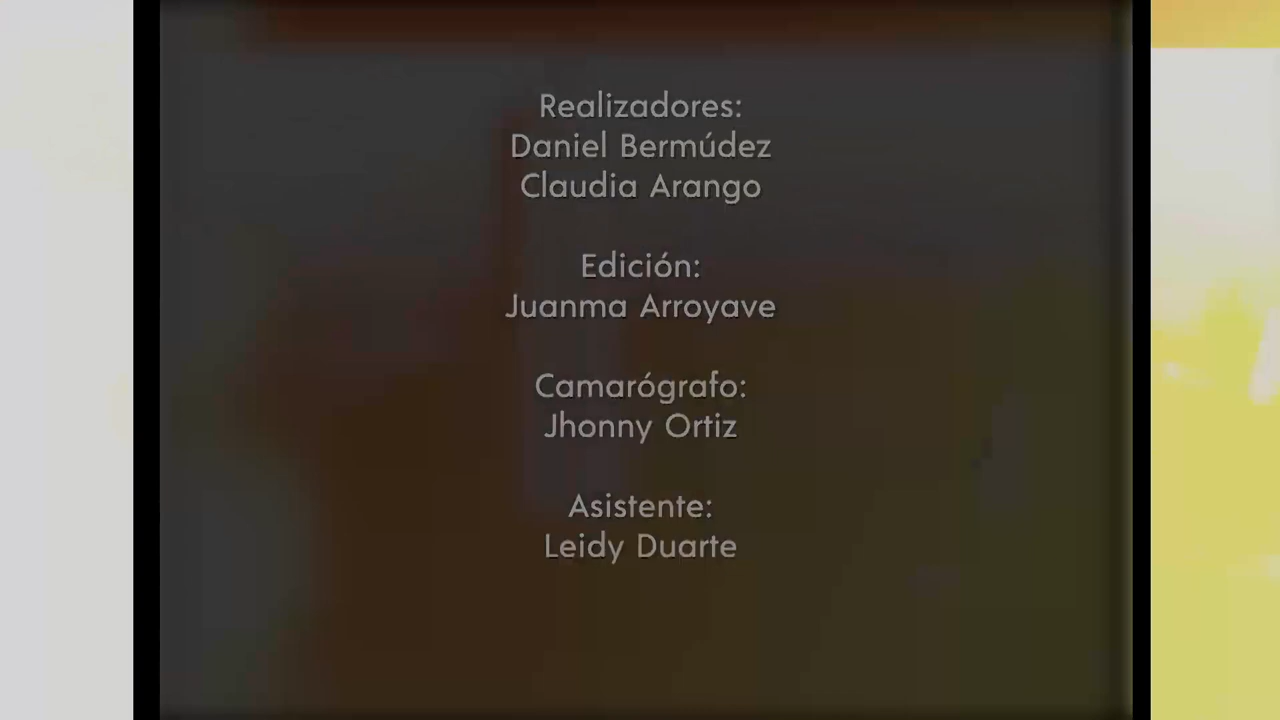 Realizadores:
Daniel Bermúdez
Claudia Arango
Edición:
Juanma Arroyave
Camarógrafo:
Jhonny Ortiz
Asistente:
Leidy Duarte